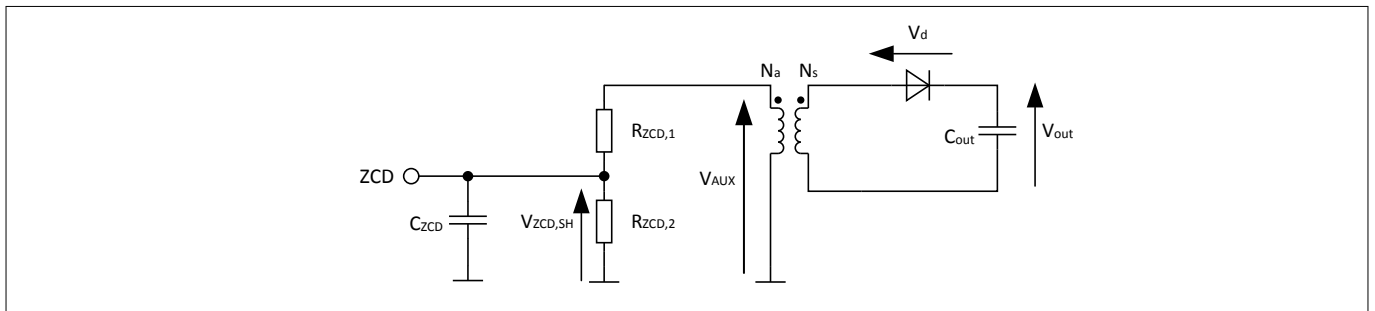 Vd
Na
Ns
RZCD,1
Cout
Vout
ZCD
VAUX
CZCD
VZCD,SH
RZCD,2